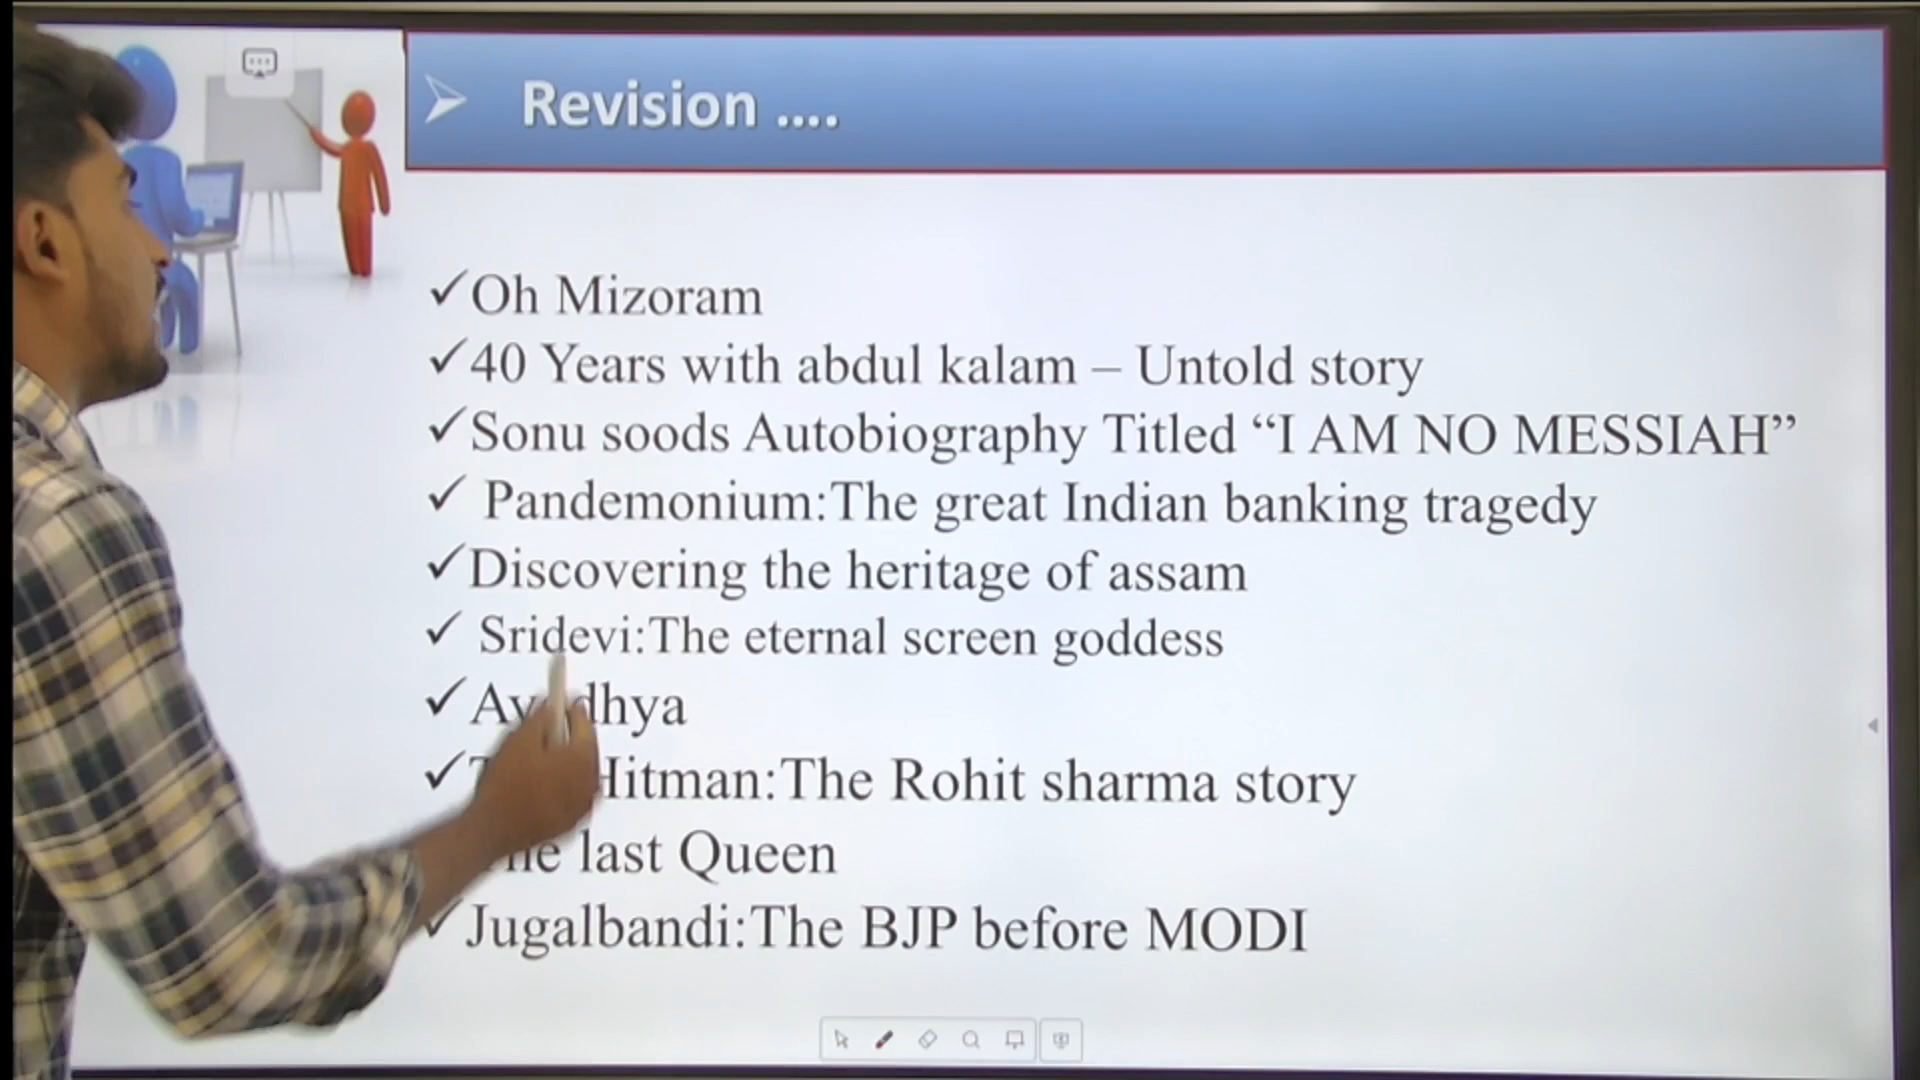 Revision ....
Oh Mizoram
40 Years with abdul kalam – Untold story
Sonu soods Autobiography Titled “I AM NO MESSIAH”
Pandemonium:The great Indian banking tragedy
Discovering the heritage of assam
Sridevi:The eternal screen goddess
Ayodhya
Hitman:The Rohit sharma story
The last Queen
Jugalbandi:The BJP before MODI